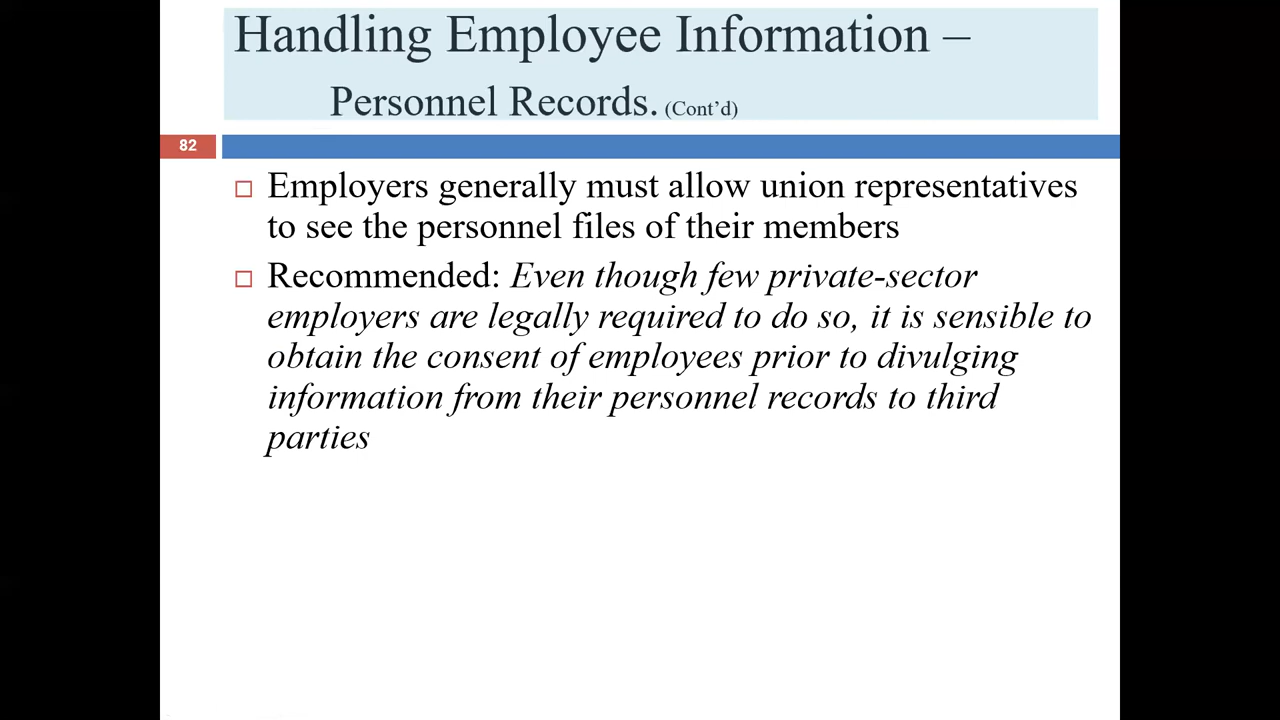 Handling Employee Information –
Personnel Records. (Cont’d)
82
Employers generally must allow union representatives
to see the personnel files of their members
Recommended: Even though few private-sector
employers are legally required to do so, it is sensible to
obtain the consent of employees prior to divulging
information from their personnel records to third
parties